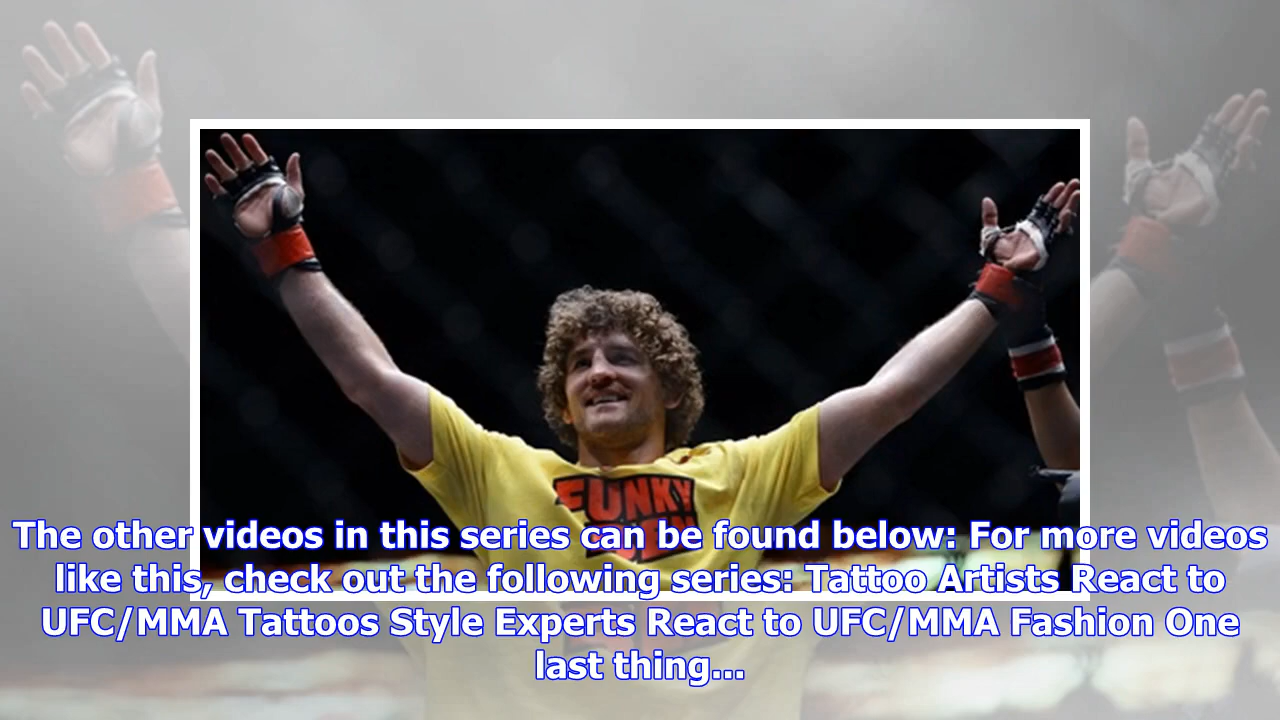 FUNKY
BEN
The other videos in this series can be found below: For more videos
like this, check out the following series: Tattoo Artists React to
UFC/MMA Tattoos Style Experts React to UFC/MMA Fashion One
last thing...